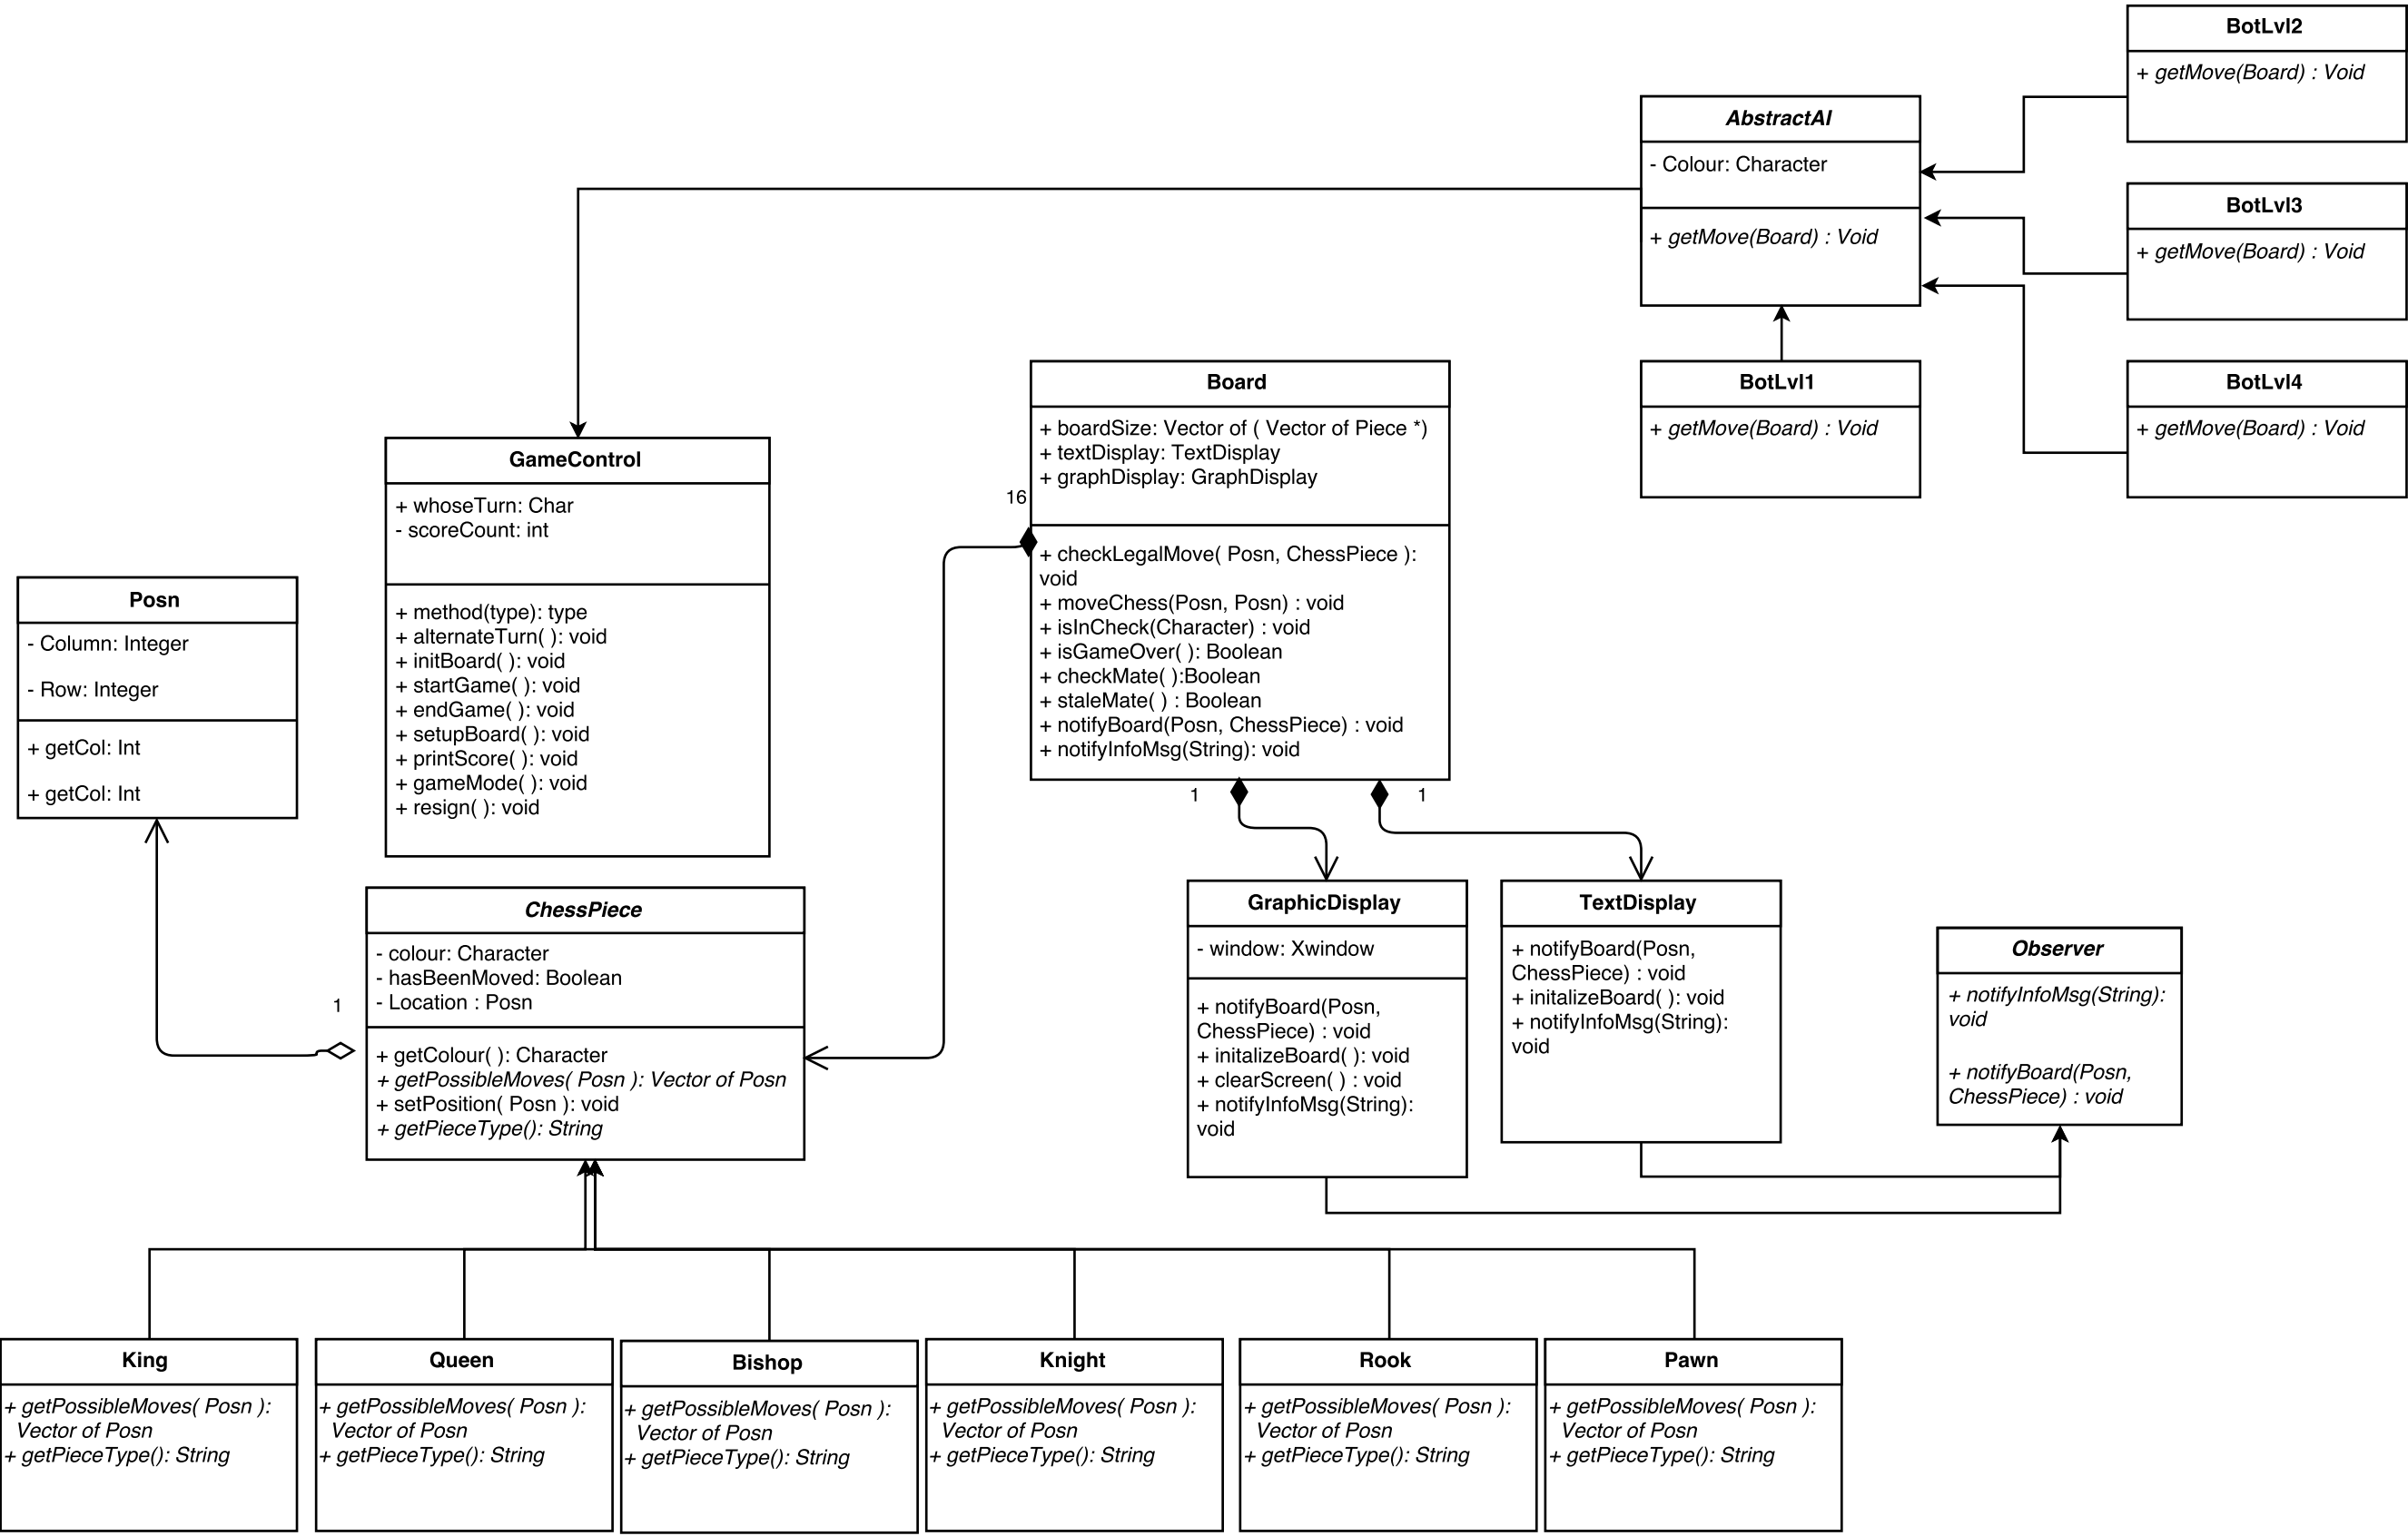 BotLvl2
+ getMove(Board) : Void
AbstractAI
- Colour: Character
+ getMove(Board) : Void
BotLvl3
+ getMove(Board) : Void
BotLvl1
+ getMove(Board) : Void
BotLvl4
+ getMove(Board) : Void
Board
+ boardSize: Vector of ( Vector of Piece *)
+ textDisplay: TextDisplay
+ graphDisplay: GraphDisplay
16
+ checkLegalMove( Posn, ChessPiece ):
void
+ moveChess(Posn, Posn) : void
+ isInCheck(Character) : void
+ isGameOver( ): Boolean
+ checkMate( ):Boolean
+ staleMate( ) : Boolean
+ notifyBoard(Posn, ChessPiece) : void
+ notifyInfoMsg(String): void
1
1
GameControl
+ whoseTurn: Char
- scoreCount: int
+ method(type): type
+ alternateTurn( ): void
+ initBoard( ): void
+ startGame( ): void
+ endGame( ): void
+ setupBoard( ): void
+ printScore( ): void
+ gameMode( ): void
+ resign( ): void
Posn
- Column: Integer
- Row: Integer
+ getCol: Int
+ getCol: Int
ChessPiece
- colour: Character
- hasBeenMoved: Boolean
- Location : Posn
1
+ getColour( ): Character
+ getPossibleMoves( Posn ): Vector of Posn
+ setPosition( Posn ): void
+ getPieceType(): String
GraphicDisplay
- window: Xwindow
+ notifyBoard(Posn,
ChessPiece) : void
+ initalizeBoard( ): void
+ clearScreen( ) : void
+ notifyInfoMsg(String):
void
TextDisplay
+ notifyBoard(Posn,
ChessPiece) : void
+ initalizeBoard( ): void
+ notifyInfoMsg(String):
void
Observer
+ notifyInfoMsg(String):
void
+ notifyBoard(Posn,
ChessPiece) : void
King
+ getPossibleMoves( Posn ):
Vector of Posn
+ getPieceType(): String
Queen
+ getPossibleMoves( Posn ):
Vector of Posn
+ getPieceType(): String
Bishop
+ getPossibleMoves( Posn ):
Vector of Posn
+ getPieceType(): String
Knight
+ getPossibleMoves( Posn ):
Vector of Posn
+ getPieceType(): String
Rook
+ getPossibleMoves( Posn ):
Vector of Posn
+ getPieceType(): String
Pawn
+ getPossibleMoves( Posn ):
Vector of Posn
+ getPieceType(): String